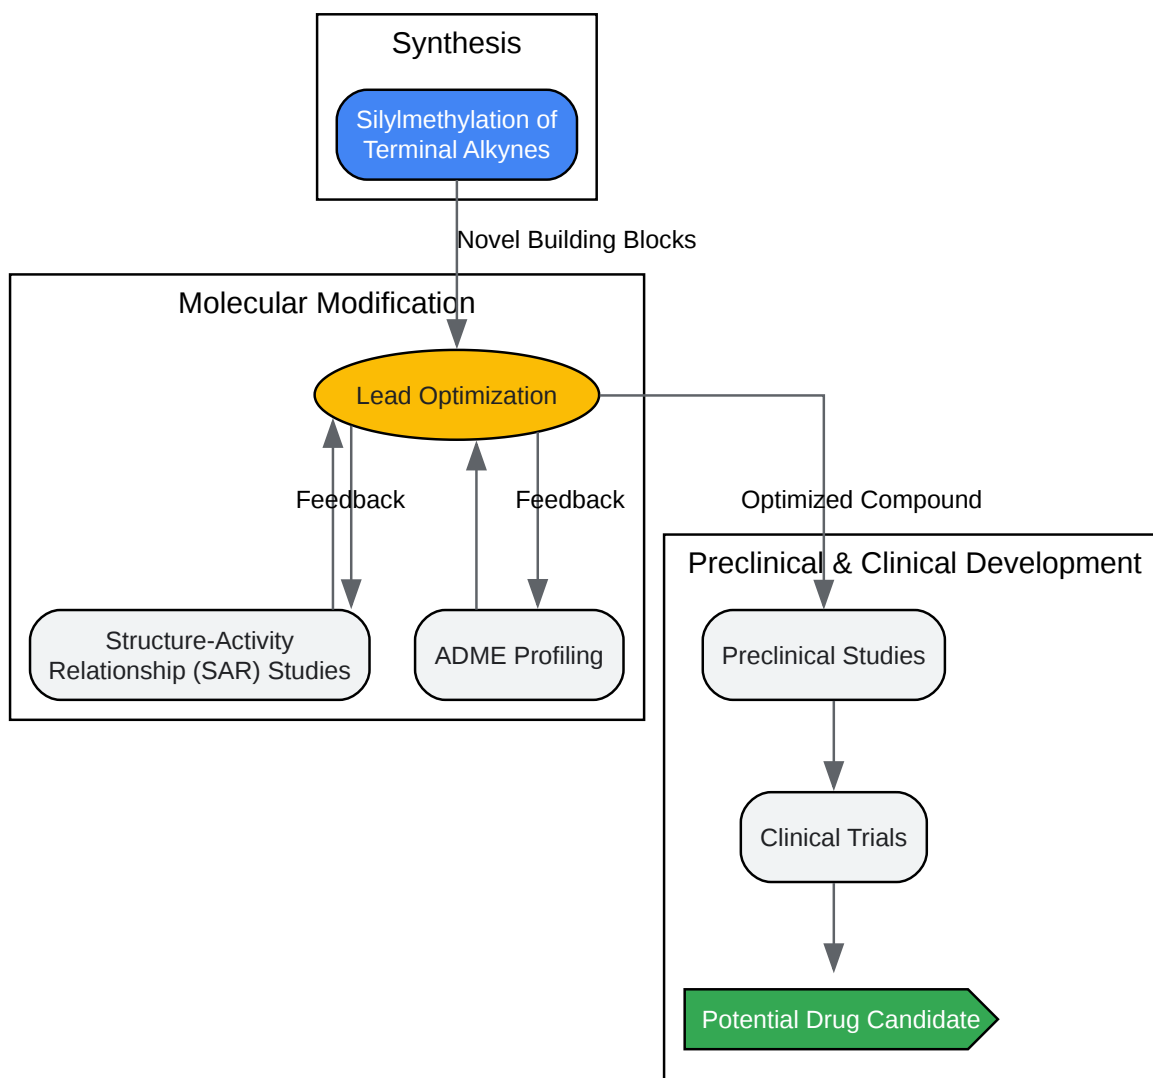 Synthesis
Silylmethylation of
Terminal Alkynes
Novel Building Blocks
Molecular Modification
Lead Optimization
Feedback
Feedback
Optimized Compound
Preclinical & Clinical Development
Structure-Activity
Relationship (SAR) Studies
ADME Profiling
Preclinical Studies
Clinical Trials
Potential Drug Candidate